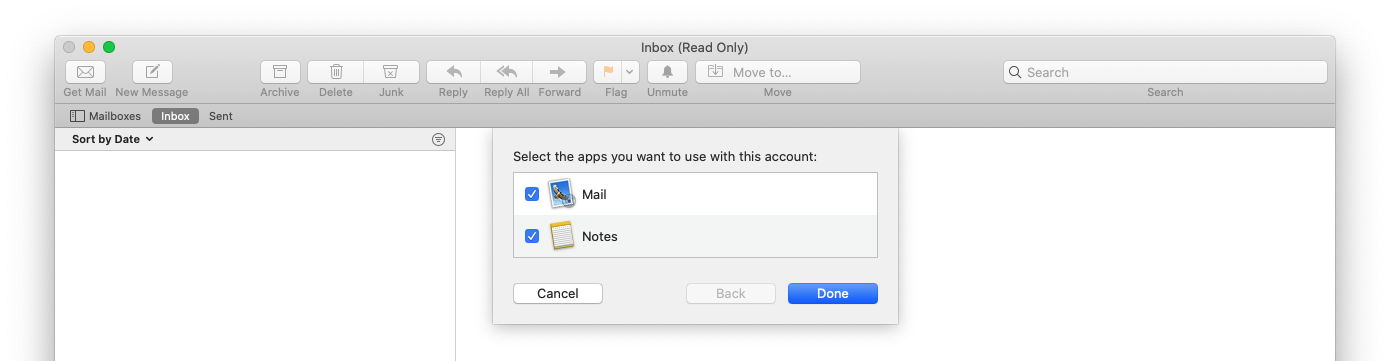 Inbox (Read Only)
Move to...
Search
Get Mail New Message Archive Delete Junk Reply Reply All Forward Flag Unmute Move Search
Mailboxes Inbox Sent
Sort by Date
Select the apps you want to use with this account:
Mail
Notes
Cancel Back Done